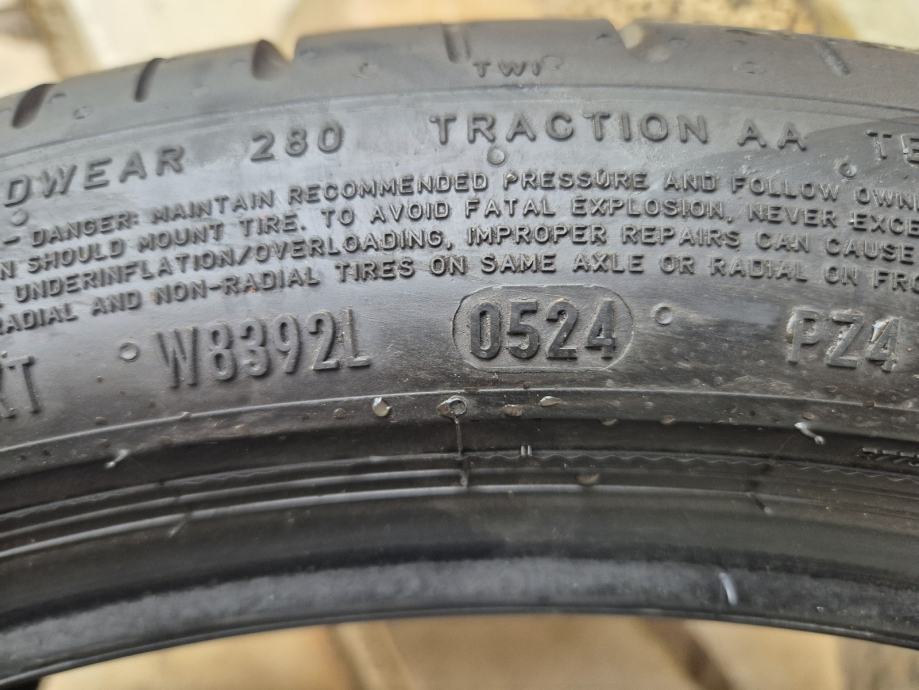 TWI
DWEAR 280 TRACTION AA TE
- DANGER: MAINTAIN RECOMMENDED PRESSURE AND FOLLOW OWN
N SHOULD MOUNT TIRE. TO AVOID FATAL EXPLOSION, NEVER EXCE
UNDERINFLATION/OVERLOADING, IMPROPER REPAIRS CAN CAUSE
RADIAL AND NON-RADIAL TIRES ON SAME AXLE OR RADIAL ON FR
W8392L 0524 PZ4